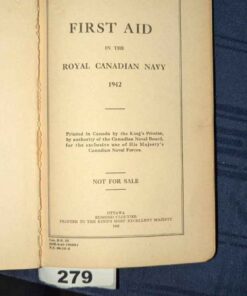 FIRST AID
IN THE
ROYAL CANADIAN NAVY
1942
Printed in Canada by the King's Printer,
by authority of the Canadian Naval Board,
for the exclusive use of His Majesty's
Canadian Naval Forces.
NOT FOR SALE
OTTAWA
EDMOND CLOUTIER
PRINTER TO THE KING'S MOST EXCELLENT MAJESTY
279